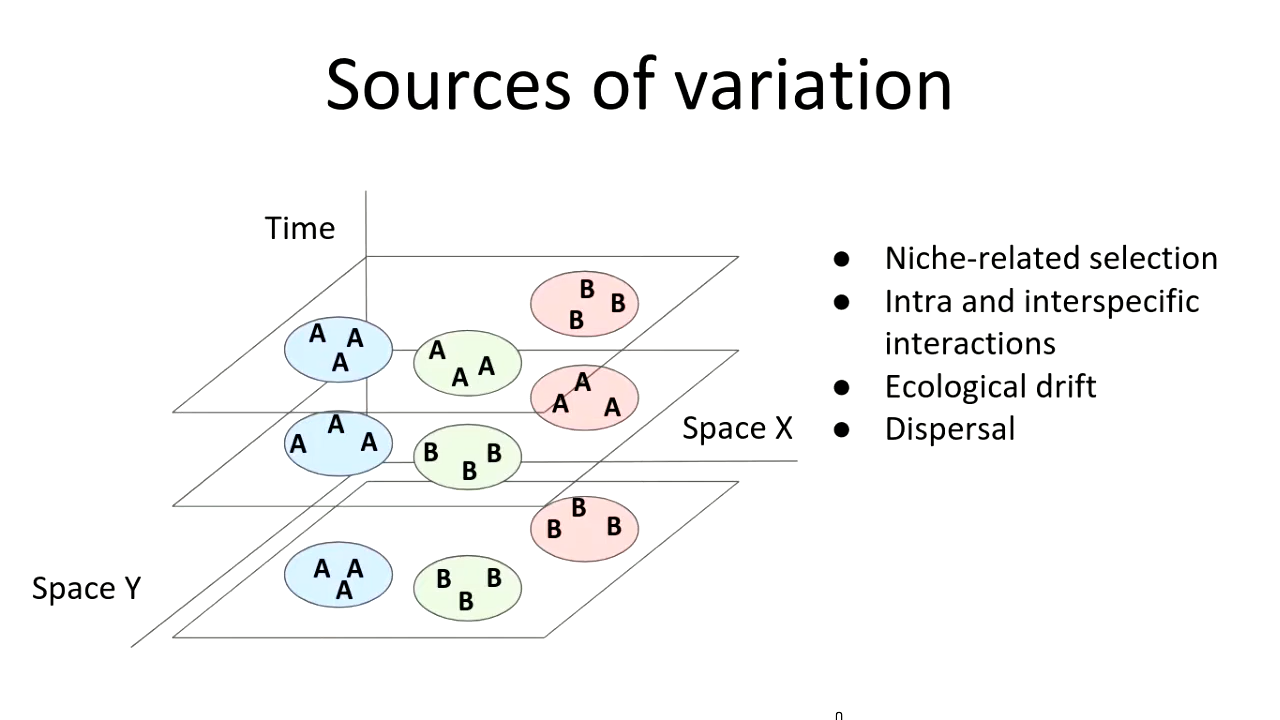 Sources of variation
Time
B
B
B
A
A
A
A
A
A
A
A
A
Space X
A
A
A
B
B
B
B
B
B
Space Y
A
A
A
B
B
B
● Niche-related selection
● Intra and interspecific
interactions
● Ecological drift
● Dispersal